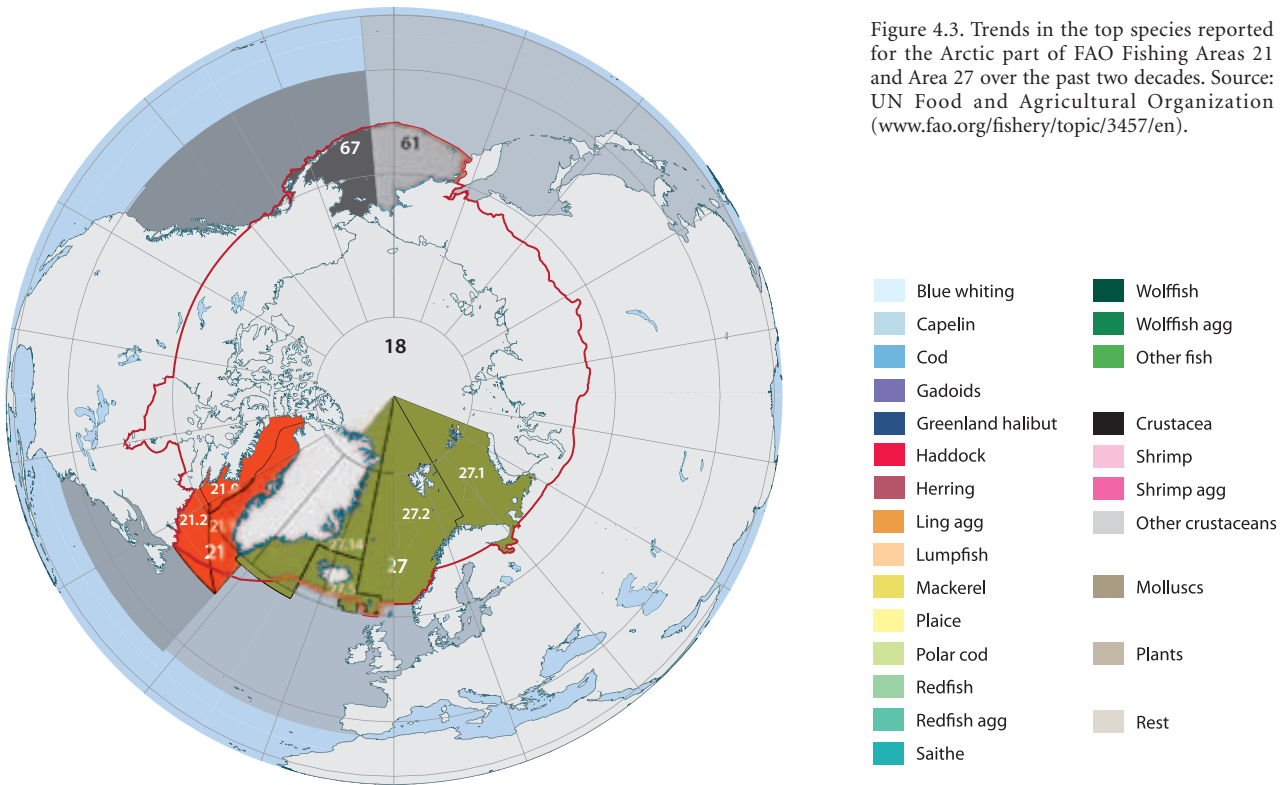 Figure 4.3. Trends in the top species reported
for the Arctic part of FAO Fishing Areas 21
and Area 27 over the past two decades. Source:
UN Food and Agricultural Organization
(www.fao.org/fishery/topic/3457/en).
67
61
18
27.1
27.2
21.2
21
27.14
27
Blue whiting
Capelin
Cod
Gadoids
Greenland halibut
Haddock
Herring
Ling agg
Lumpfish
Mackerel
Plaice
Polar cod
Redfish
Redfish agg
Saithe
Wolffish
Wolffish agg
Other fish
Crustacea
Shrimp
Shrimp agg
Other crustaceans
Molluscs
Plants
Rest